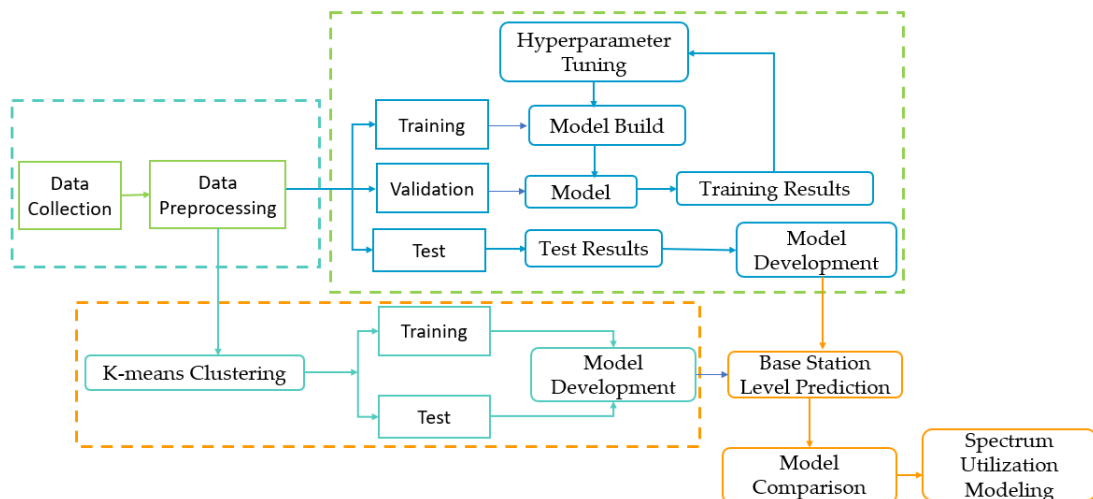 Hyperparameter
Tuning
Training
Model Build
Data
Collection
Data
Preprocessing
Validation
Model
Training Results
Test
Test Results
Model
Development
Training
K-means Clustering
Model
Development
Base Station
Level Prediction
Test
Model
Comparison
Spectrum
Utilization
Modeling